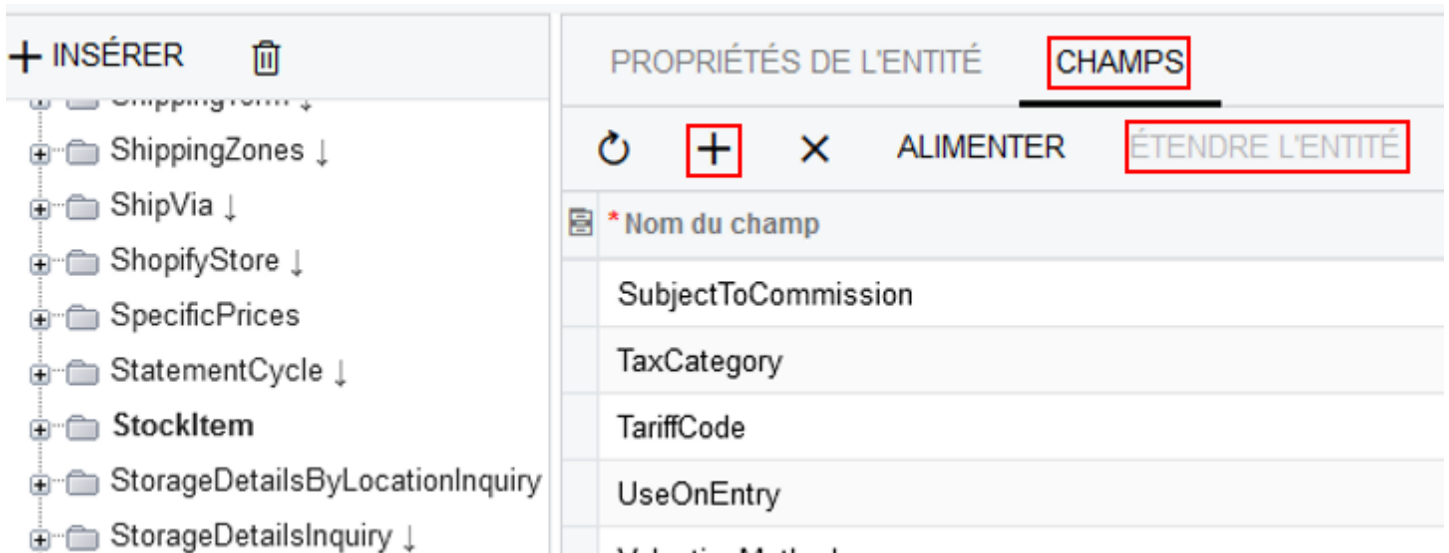 + INSÉRER
ShippingTerm ↓
ShippingZones ↓
ShipVia ↓
ShopifyStore ↓
SpecificPrices
StatementCycle ↓
StockItem
StorageDetailsByLocationInquiry
StorageDetailsInquiry ↓
PROPRIÉTÉS DE L'ENTITÉ CHAMPS
ALIMENTER ÉTENDRE L'ENTITÉ
* Nom du champ
SubjectToCommission
TaxCategory
TariffCode
UseOnEntry